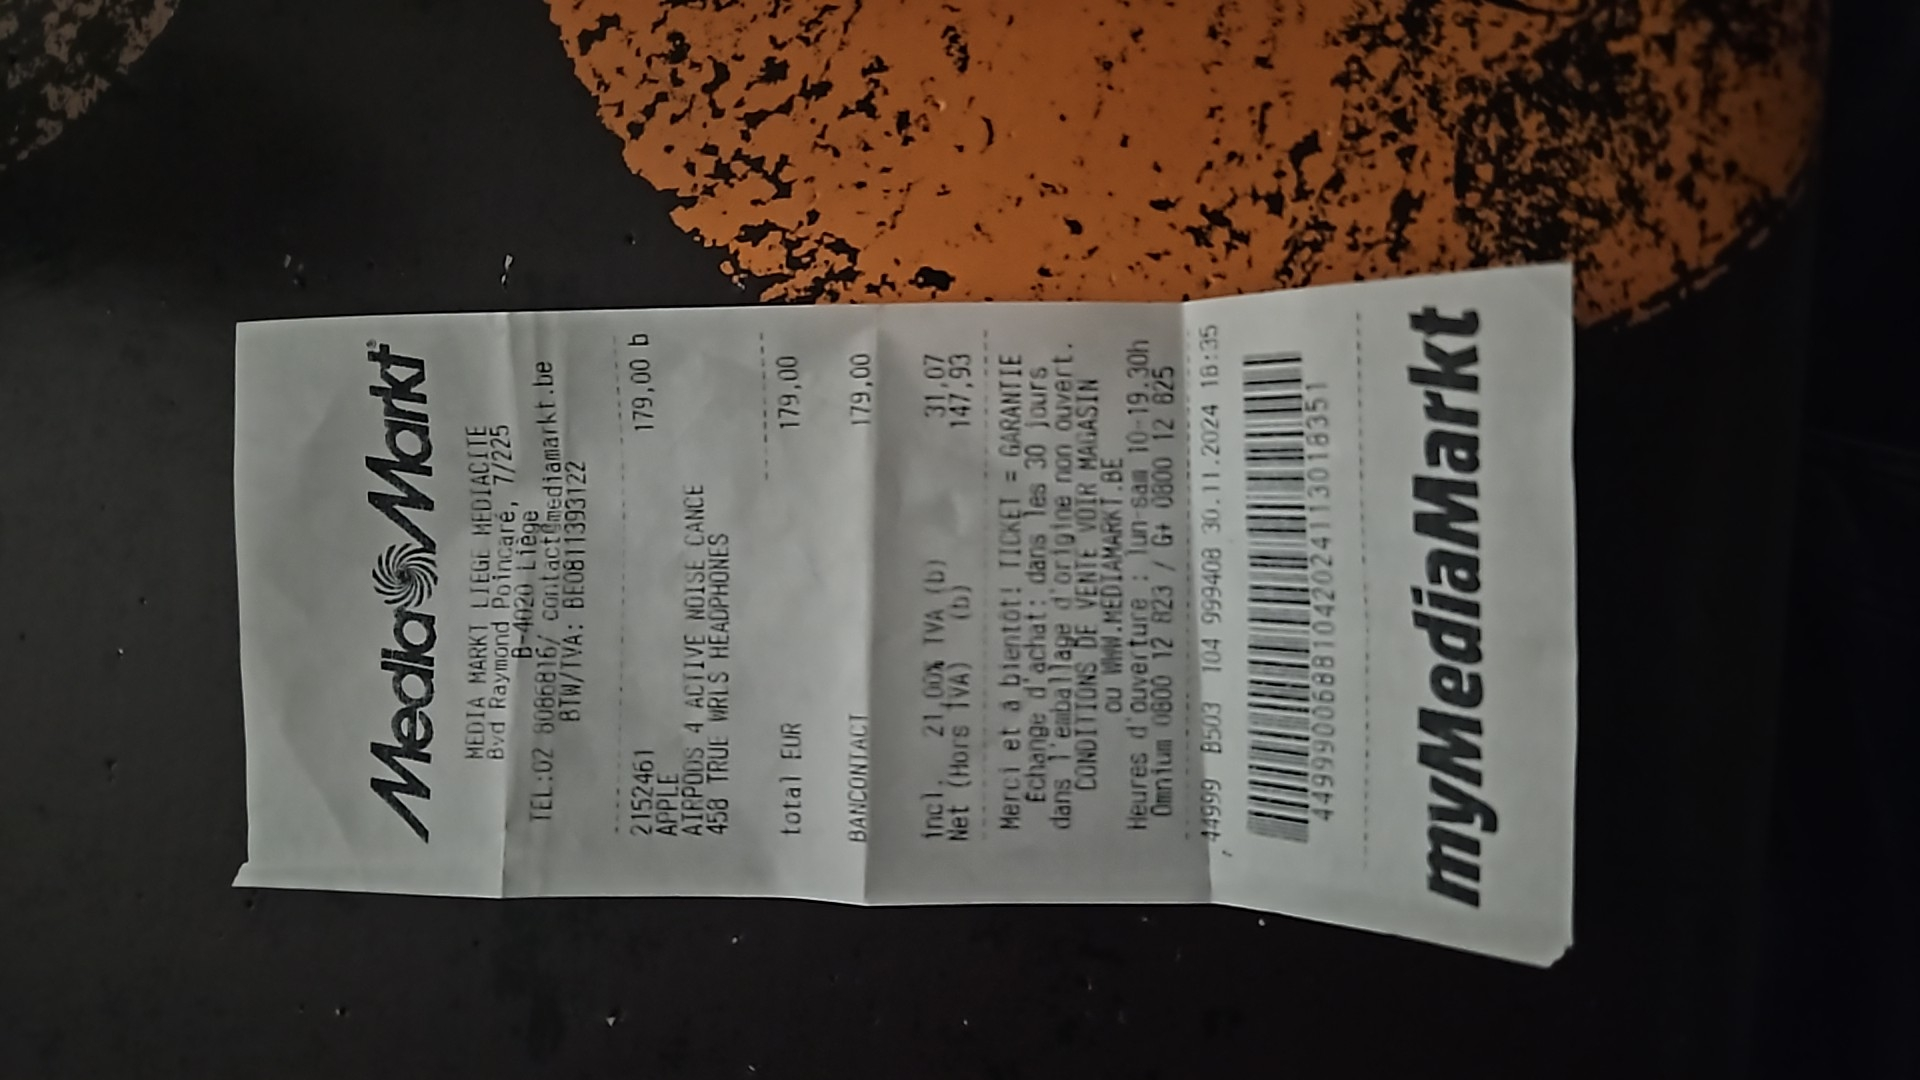 MediaMarkt
MEDIA MARKT LIEGE MEDIACITE
Bvd Raymond Poincaré, 7/225
B-4020 Liège
TEL:02 8086816/ contact@mediamarkt.be
BTW/TVA: BE0811393122
2152461 179,00 b
APPLE
AIRPODS 4 ACTIVE NOISE CANCE
458 TRUE WRLS HEADPHONES
total EUR 179,00
BANCONTACT 179,00
incl. 21,00% TVA (b) 31,07
Net (Hors TVA) (b) 147,93
Merci et à bientôt! TICKET = GARANTIE
Echange d'achat: dans les 30 jours
dans l'emballage d'origine non ouvert.
CONDITIONS DE VENTE VOIR MAGASIN
ou WWW.MEDIAMARKT.BE
Heures d'ouverture : lun-sam 10-19.30h
Omnium 0800 12 823 / G+ 0800 12 825
44999 B503 104 999408 30.11.2024 18:35
myMediaMarkt